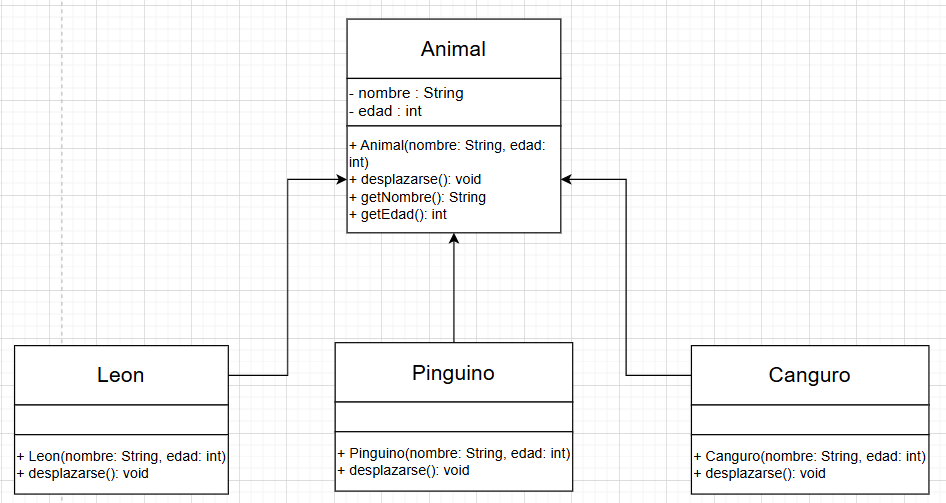 Animal
- nombre : String
- edad : int
+ Animal(nombre: String, edad:
int)
+ desplazarse(): void
+ getNombre(): String
+ getEdad(): int
Leon
+ Leon(nombre: String, edad: int)
+ desplazarse(): void
Pinguino
+ Pinguino(nombre: String, edad: int)
+ desplazarse(): void
Canguro
+ Canguro(nombre: String, edad: int)
+ desplazarse(): void